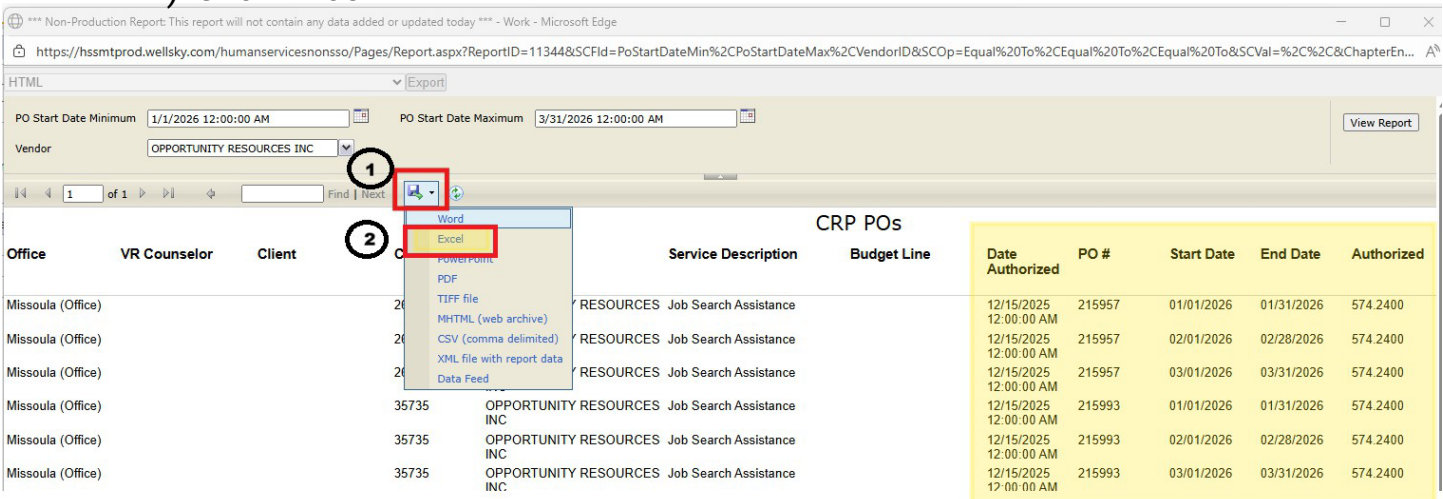 *** Non-Production Report: This report will not contain any data added or updated today *** - Work - Microsoft Edge
https://hssmtprod.wellsky.com/humanservicesnonsso/Pages/Report.aspx?ReportID=11344&SCFId=PoStartDateMin%2CPoStartDateMax%2CVendorID&SCOp=Equal%20To%2CEqual%20To%2CEqual%20To&SCVal=%2C%2C&ChapterEn...
HTML Export
PO Start Date Minimum 1/1/2026 12:00:00 AM PO Start Date Maximum 3/31/2026 12:00:00 AM View Report
Vendor OPPORTUNITY RESOURCES INC
1
1 of 1 Find | Next
Word
2
Excel
PowerPoint
PDF
TIFF file
MHTML (web archive)
CSV (comma delimited)
XML file with report data
Data Feed
CRP POs
Office VR Counselor Client Service Description Budget Line Date Authorized PO # Start Date End Date Authorized
Missoula (Office) RESOURCES Job Search Assistance 12/15/2025 215957 01/01/2026 01/31/2026 574.2400
12:00:00 AM
Missoula (Office) RESOURCES Job Search Assistance 12/15/2025 215957 02/01/2026 02/28/2026 574.2400
12:00:00 AM
Missoula (Office) RESOURCES Job Search Assistance 12/15/2025 215957 03/01/2026 03/31/2026 574.2400
12:00:00 AM
Missoula (Office) 35735 OPPORTUNITY RESOURCES Job Search Assistance 12/15/2025 215993 01/01/2026 01/31/2026 574.2400
INC 12:00:00 AM
Missoula (Office) 35735 OPPORTUNITY RESOURCES Job Search Assistance 12/15/2025 215993 02/01/2026 02/28/2026 574.2400
INC 12:00:00 AM
Missoula (Office) 35735 OPPORTUNITY RESOURCES Job Search Assistance 12/15/2025 215993 03/01/2026 03/31/2026 574.2400
INC 12:00:00 AM